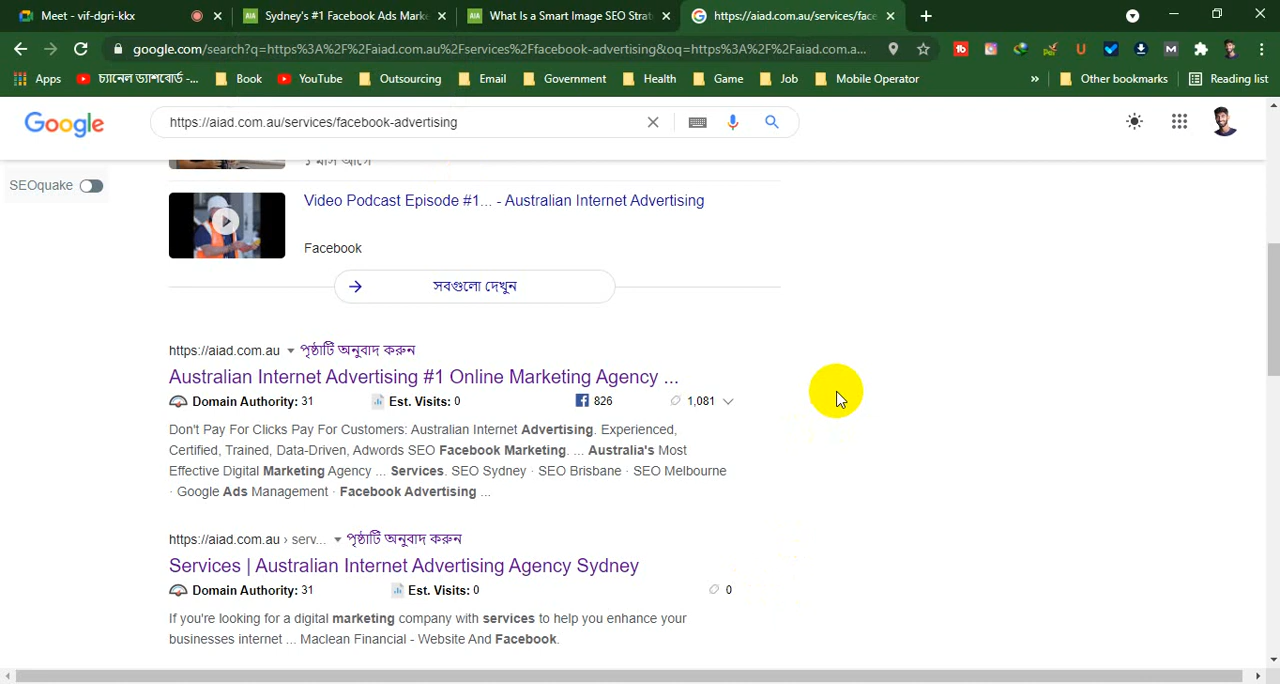 Meet - vif-dgri-kkx
Sydney's #1 Facebook Ads Mark
What Is a Smart Image SEO Strat
https://aiad.com.au/services/face
google.com/search?q=https%3A%2F%2Faiad.com.au%2Fservices%2Ffacebook-advertising&oq=https%3A%2F%2Faiad.com.a...
Apps
চ্যানেল ড্যাশবোর্ড -...
Book
YouTube
Outsourcing
Email
Government
Health
Game
Job
Mobile Operator
»
Other bookmarks
Reading list
Google
https://aiad.com.au/services/facebook-advertising
SEOquake
১ মাস আগে
Video Podcast Episode #1... - Australian Internet Advertising
Facebook
সবগুলো দেখুন
https://aiad.com.au পৃষ্ঠাটি অনুবাদ করুন
Australian Internet Advertising #1 Online Marketing Agency ...
Domain Authority: 31 Est. Visits: 0 826 1,081
Don't Pay For Clicks Pay For Customers: Australian Internet Advertising. Experienced,
Certified, Trained, Data-Driven, Adwords SEO Facebook Marketing. ... Australia's Most
Effective Digital Marketing Agency ... Services. SEO Sydney · SEO Brisbane · SEO Melbourne
· Google Ads Management · Facebook Advertising ...
https://aiad.com.au › serv... পৃষ্ঠাটি অনুবাদ করুন
Services | Australian Internet Advertising Agency Sydney
Domain Authority: 31 Est. Visits: 0 0
If you're looking for a digital marketing company with services to help you enhance your
businesses internet ... Maclean Financial - Website And Facebook.